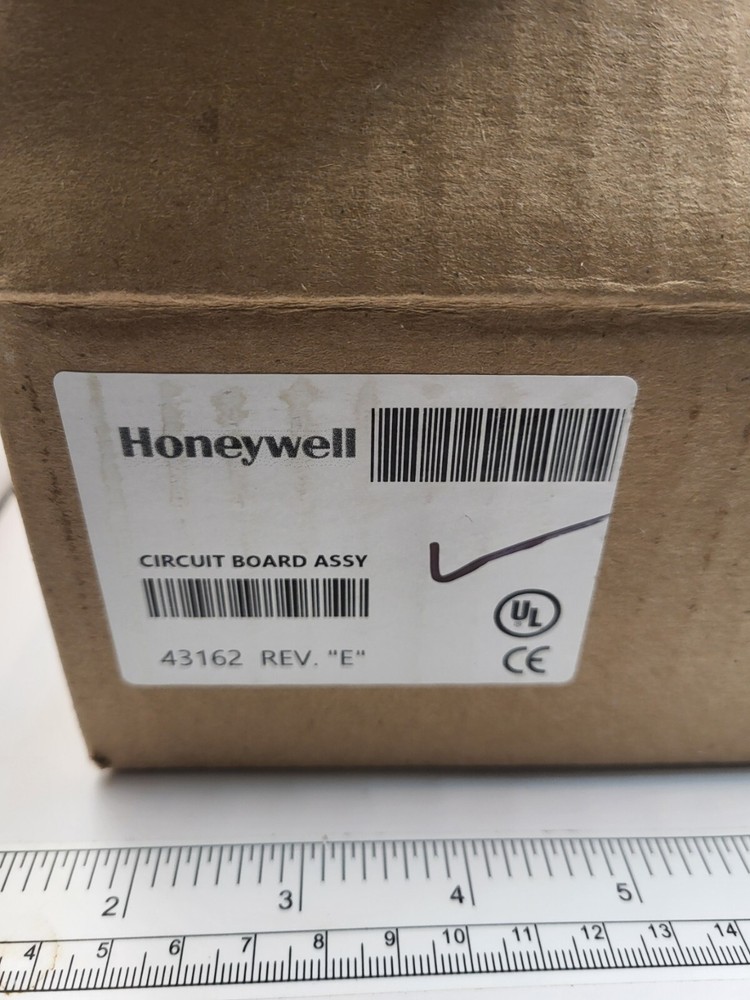 Honeywell
CIRCUIT BOARD ASSY
43162 REV. "E"
UL
CE
2 3 4 5
4 5 6 7 8 9 10 11 12 13 14